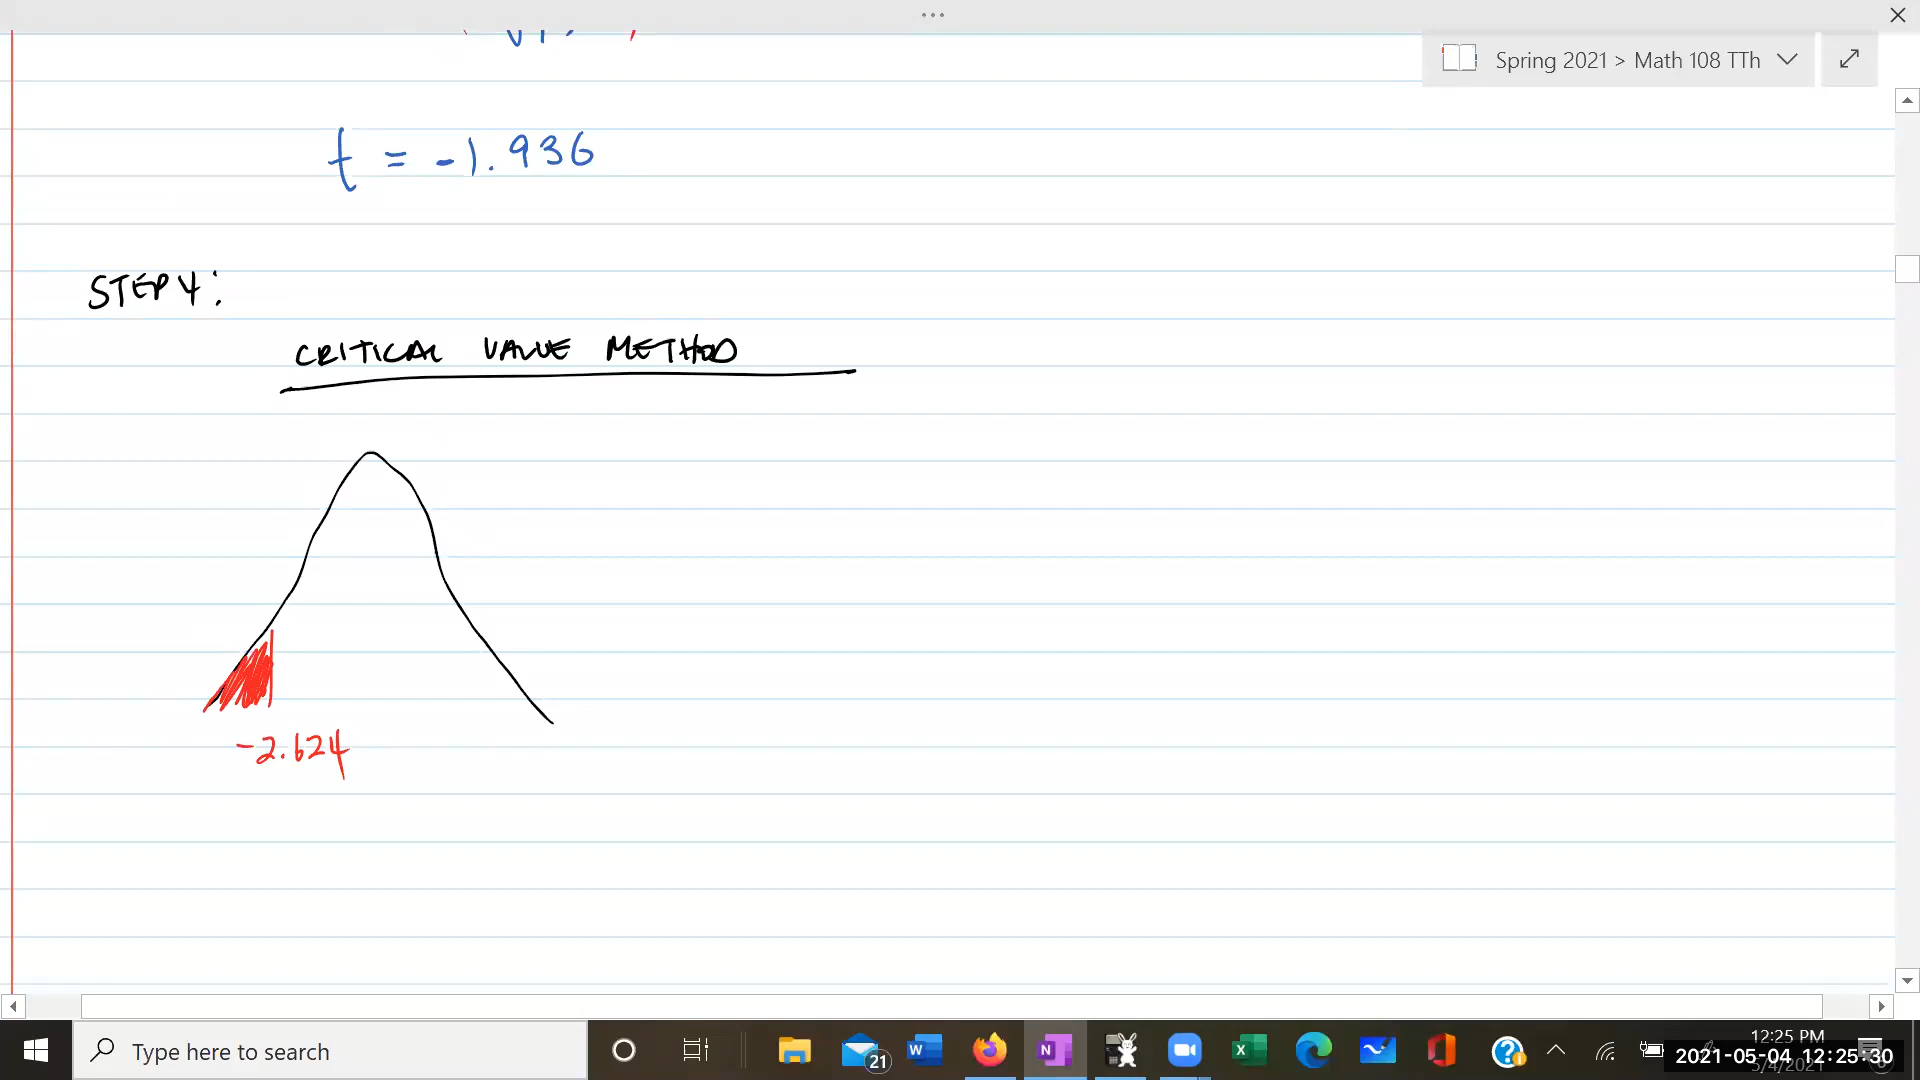 Spring 2021 > Math 108 TTh
t = -1.936
STEP 4:
CRITICAL VALUE METHOD
-2.624
Type here to search
21
12:25 PM
2021-05-04 12:25:30